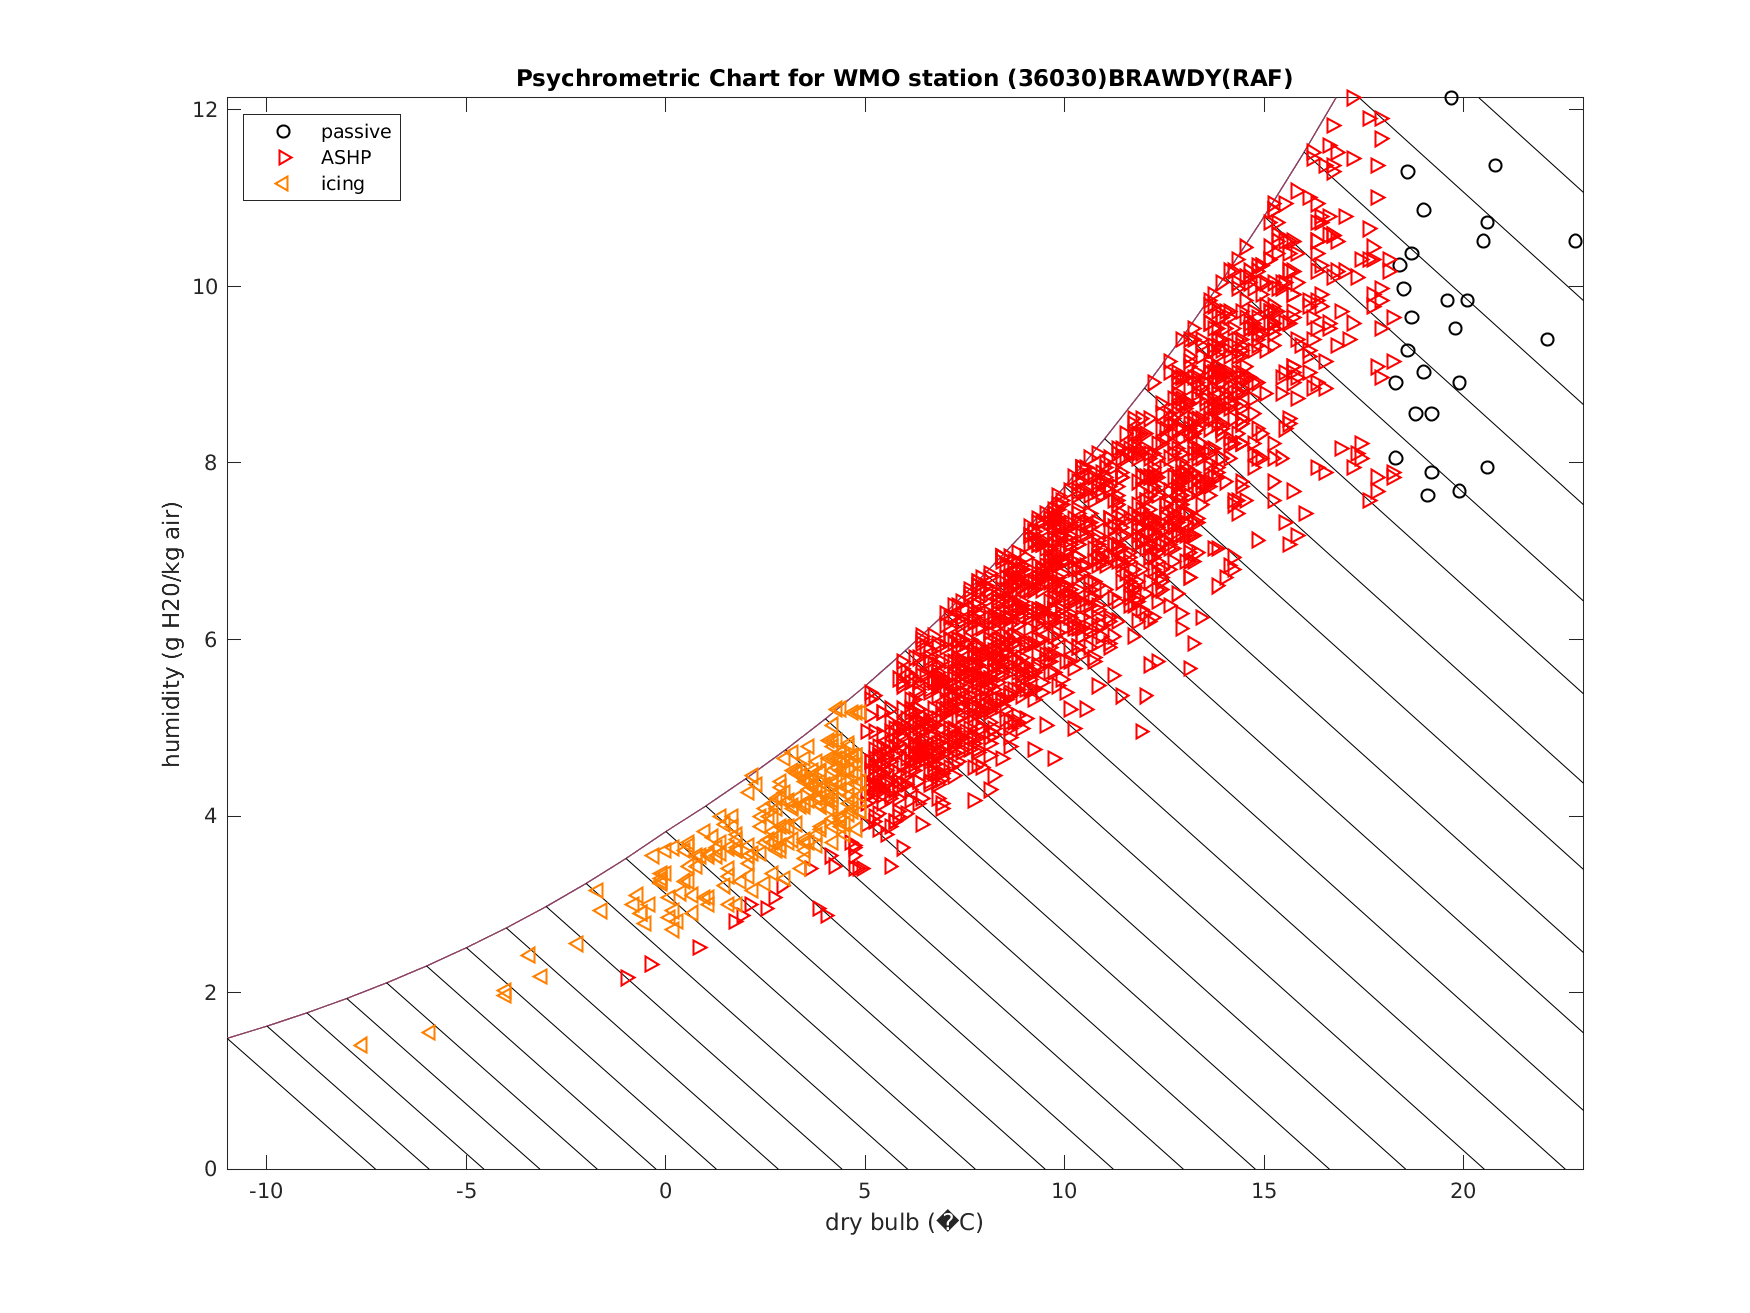 Psychrometric Chart for WMO station (36030)BRAWDY(RAF)
passive
ASHP
icing
humidity (g H20/kg air)
12
10
8
6
4
2
0
-10 -5 0 5 10 15 20
dry bulb (�C)